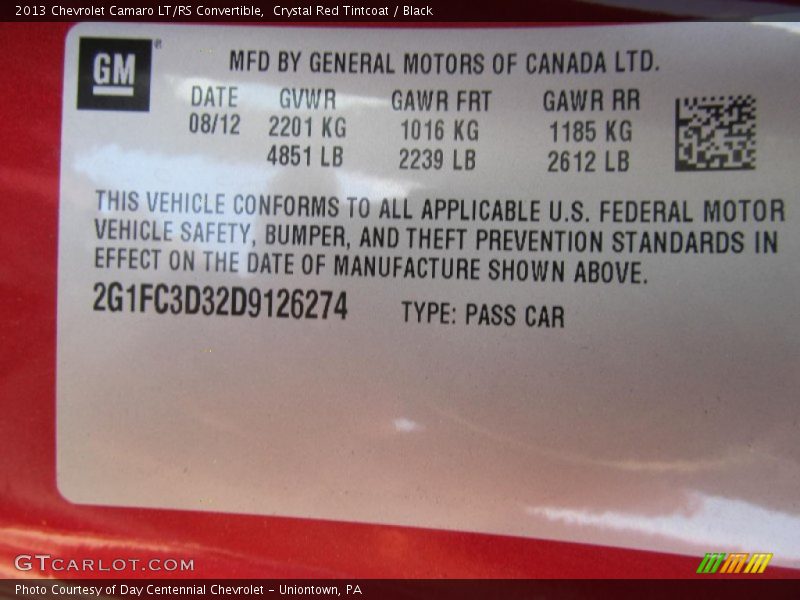 2013 Chevrolet Camaro LT/RS Convertible, Crystal Red Tintcoat / Black
GM
MFD BY GENERAL MOTORS OF CANADA LTD.
DATE GVWR GAWR FRT GAWR RR
08/12 2201 KG 1016 KG 1185 KG
4851 LB 2239 LB 2612 LB
THIS VEHICLE CONFORMS TO ALL APPLICABLE U.S. FEDERAL MOTOR
VEHICLE SAFETY, BUMPER, AND THEFT PREVENTION STANDARDS IN
EFFECT ON THE DATE OF MANUFACTURE SHOWN ABOVE.
2G1FC3D32D9126274 TYPE: PASS CAR
GTCARLOT.COM
Photo Courtesy of Day Centennial Chevrolet - Uniontown, PA